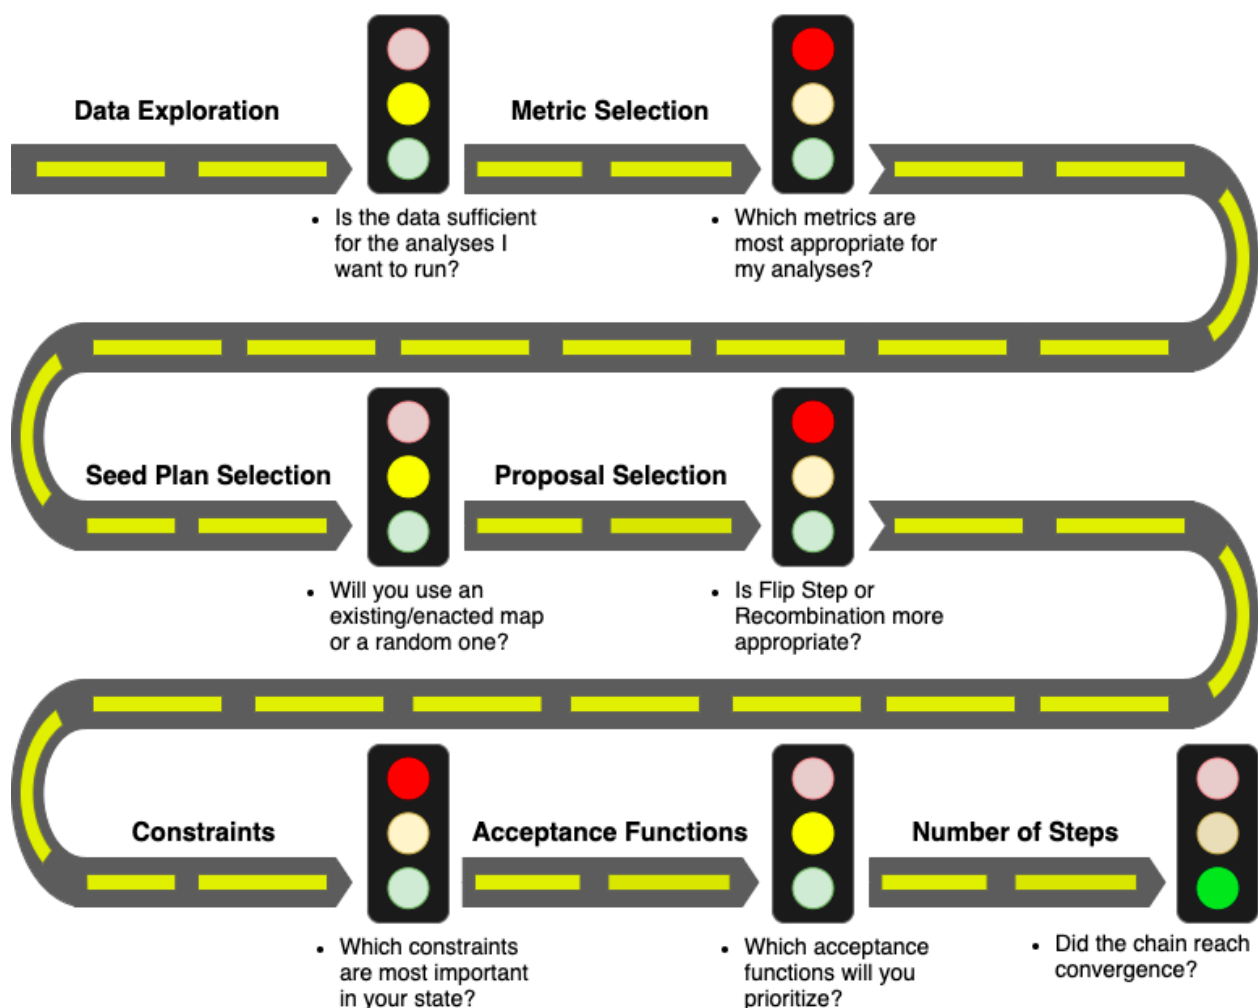 Data Exploration
Metric Selection
• Is the data sufficient
for the analyses I
want to run?
• Which metrics are
most appropriate for
my analyses?
Seed Plan Selection
Proposal Selection
• Will you use an
existing/enacted map
or a random one?
• Is Flip Step or
Recombination more
appropriate?
Constraints
Acceptance Functions
Number of Steps
• Which constraints
are most important
in your state?
• Which acceptance
functions will you
prioritize?
• Did the chain reach
convergence?